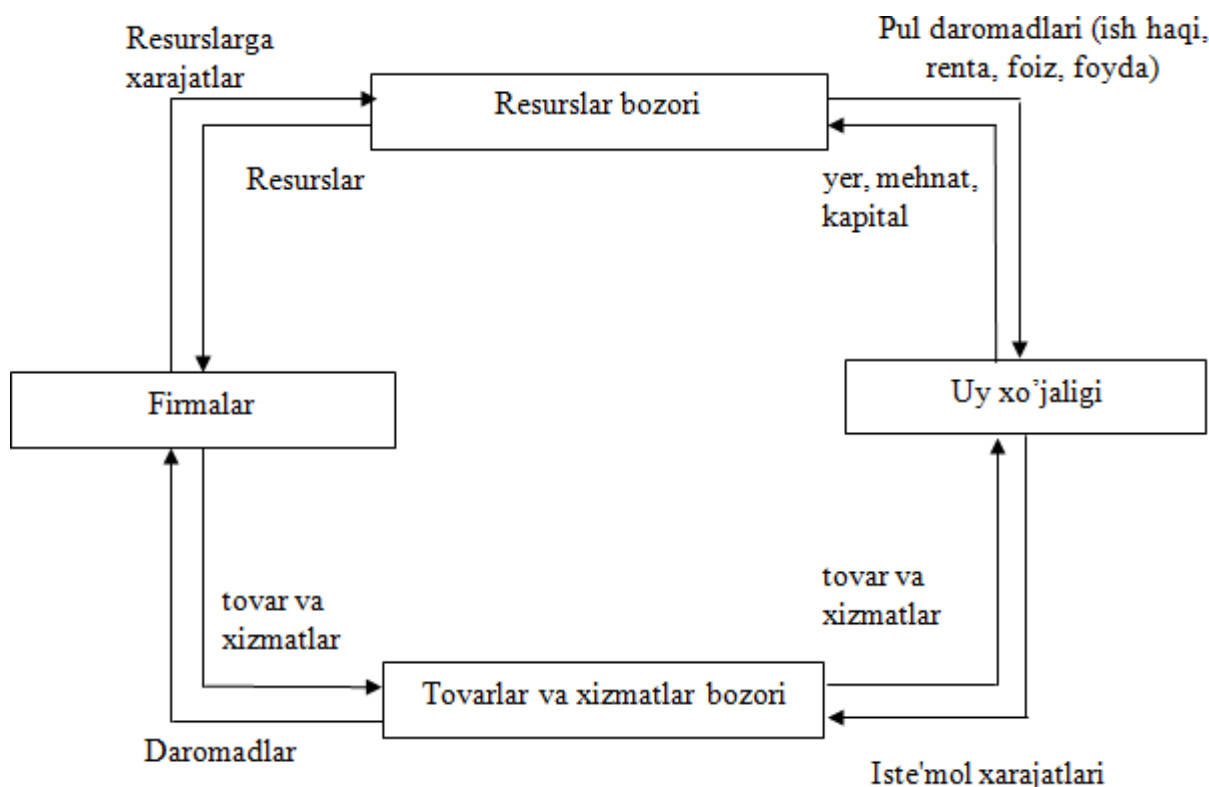 Resurslarga
xarajatlar
Pul daromadlari (ish haqi,
renta, foiz, foyda)
Resurslar bozori
Resurslar
yer, mehnat,
kapital
Firmalar
Uy xo’jaligi
tovar va
xizmatlar
tovar va
xizmatlar
Tovarlar va xizmatlar bozori
Daromadlar
Iste'mol xarajatlari